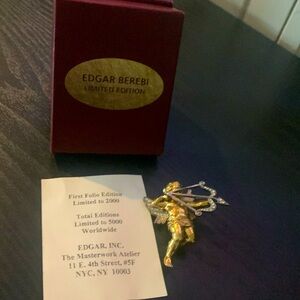 EDGAR BEREBI
LIMITED EDITION
First Folio Edition
Limited to 2000
Total Editions
Limited to 5000
Worldwide
EDGAR, INC.
The Masterwork Atelier
11 E. 4th Street, #5F
NYC, NY 10003